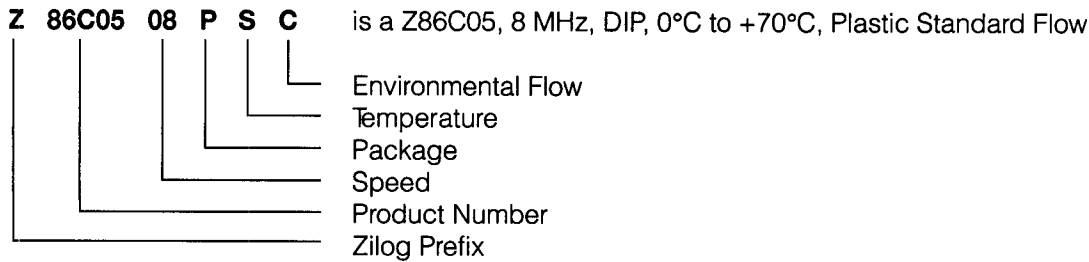 Z 86C05 08 P S C is a Z86C05, 8 MHz, DIP, 0°C to +70°C, Plastic Standard Flow
Environmental Flow
Temperature
Package
Speed
Product Number
Zilog Prefix